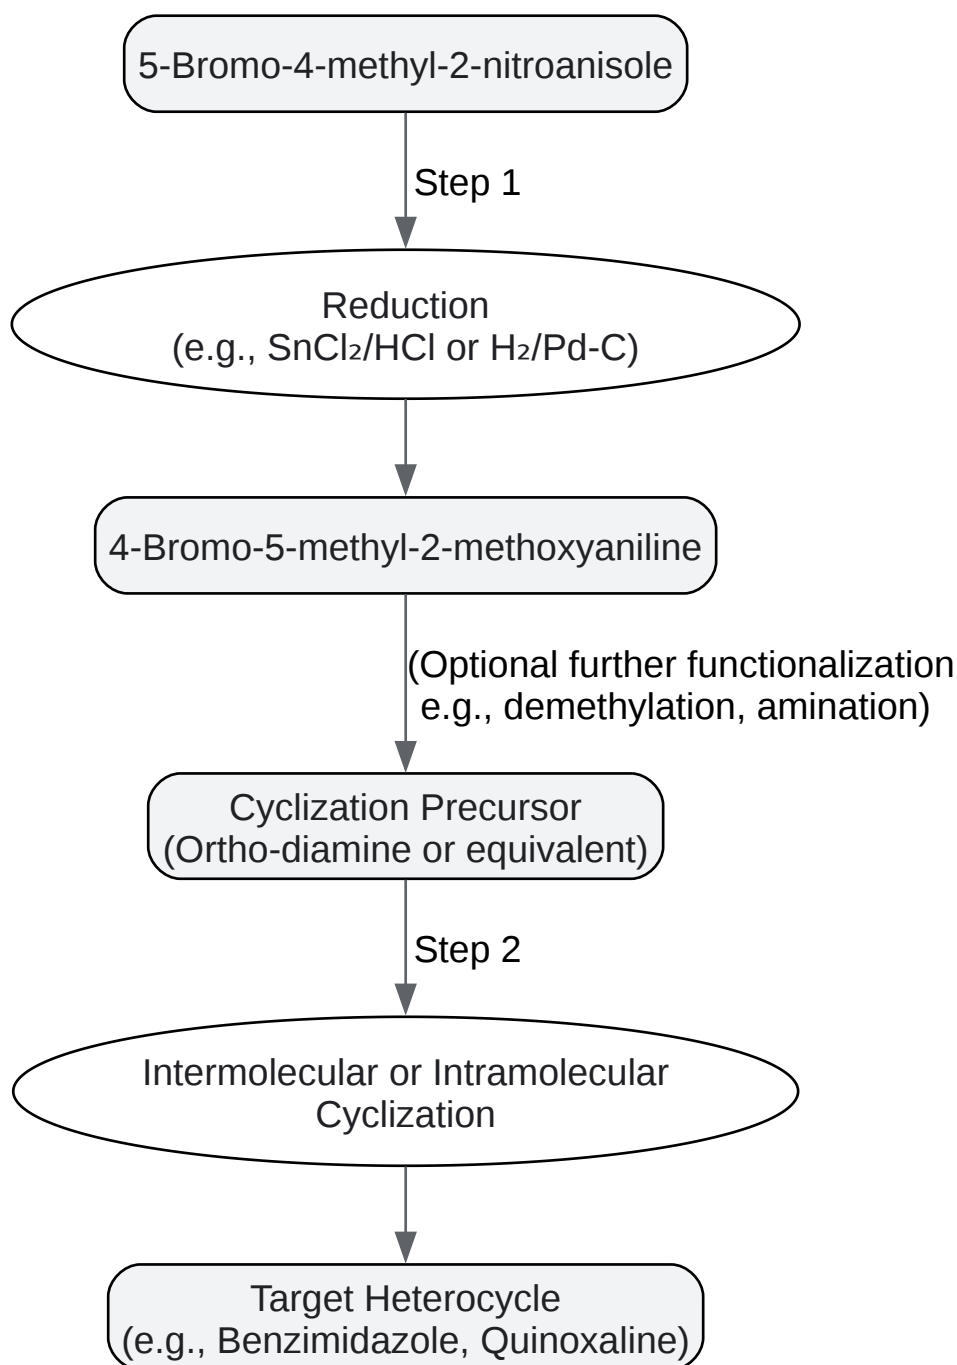 5-Bromo-4-methyl-2-nitroanisole
Step 1
Reduction
(e.g., SnCl₂/HCl or H₂/Pd-C)
4-Bromo-5-methyl-2-methoxyaniline
(Optional further functionalization
e.g., demethylation, amination)
Cyclization Precursor
(Ortho-diamine or equivalent)
Step 2
Intermolecular or Intramolecular
Cyclization
Target Heterocycle
(e.g., Benzimidazole, Quinoxaline)